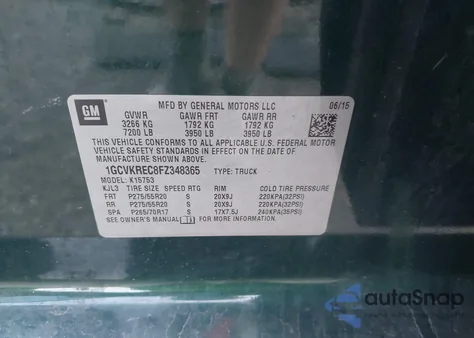 GM
MFD BY GENERAL MOTORS LLC 06/15
GVWR GAWR FRT GAWR RR
3266 KG 1792 KG 1792 KG
7200 LB 3950 LB 3950 LB
THIS VEHICLE CONFORMS TO ALL APPLICABLE U.S. FEDERAL MOTOR
VEHICLE SAFETY STANDARDS IN EFFECT ON THE DATE OF
MANUFACTURE SHOWN ABOVE.
1GCVKREC8FZ348365 TYPE: TRUCK
K15753
KJL3 TIRE SIZE SPEED RTG RIM COLD TIRE PRESSURE
FRT P275/55R20 S 20X9J 220KPA(32PSI)
RR P275/55R20 S 20X9J 220KPA(32PSI)
SPA P265/70R17 S 17X7.5J 240KPA(35PSI)
SEE OWNER'S MANUAL
autoSnap